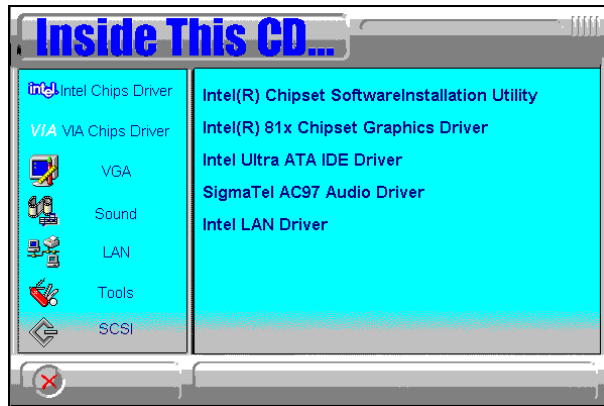 Inside This CD...
intel Intel Chips Driver
VIA VIA Chips Driver
VGA
Sound
LAN
Tools
SCSI
Intel(R) Chipset SoftwareInstallation Utility
Intel(R) 81x Chipset Graphics Driver
Intel Ultra ATA IDE Driver
SigmaTel AC97 Audio Driver
Intel LAN Driver